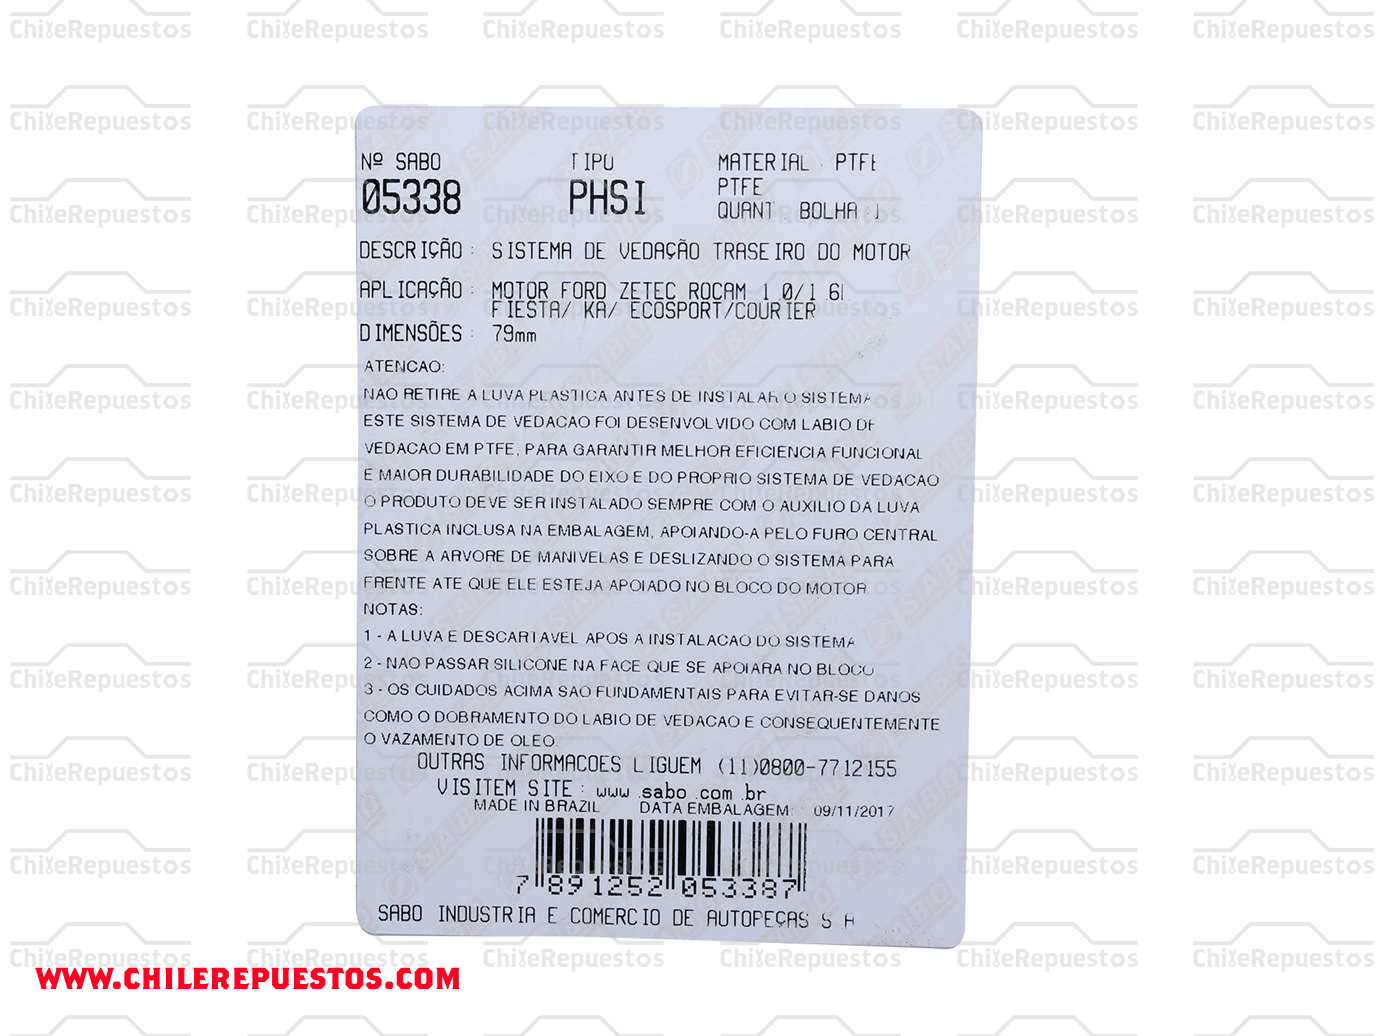 Nº SABO TIPO MATERIAL : PTFE
05338 PHSI PTFE
QUANT. BOLHA : 1
DESCRIÇÃO : SISTEMA DE VEDAÇÃO TRASEIRO DO MOTOR
APLICAÇÃO : MOTOR FORD ZETEC ROCAM 1.0/1.6l
FIESTA/ KA/ ECOSPORT/COURIER
DIMENSÕES : 79mm
ATENCAO:
NAO RETIRE A LUVA PLASTICA ANTES DE INSTALAR O SISTEMA
ESTE SISTEMA DE VEDACAO FOI DESENVOLVIDO COM LABIO DE
VEDACAO EM PTFE, PARA GARANTIR MELHOR EFICIENCIA FUNCIONAL
E MAIOR DURABILIDADE DO EIXO E DO PROPRIO SISTEMA DE VEDACAO
O PRODUTO DEVE SER INSTALADO SEMPRE COM O AUXILIO DA LUVA
PLASTICA INCLUSA NA EMBALAGEM, APOIANDO-A PELO FURO CENTRAL
SOBRE A ARVORE DE MANIVELAS E DESLIZANDO O SISTEMA PARA
FRENTE ATE QUE ELE ESTEJA APOIADO NO BLOCO DO MOTOR
NOTAS:
1 - A LUVA E DESCARTAVEL APOS A INSTALACAO DO SISTEMA
2 - NAO PASSAR SILICONE NA FACE QUE SE APOIARA NO BLOCO
3 - OS CUIDADOS ACIMA SAO FUNDAMENTAIS PARA EVITAR-SE DANOS
COMO O DOBRAMENTO DO LABIO DE VEDACAO E CONSEQUENTEMENTE
O VAZAMENTO DE OLEO.
OUTRAS INFORMACOES LIGUEM (11)0800-7712155
VISITEM SITE : www.sabo.com.br
MADE IN BRAZIL DATA EMBALAGEM: 09/11/2017
7 891252 053387
SABO INDUSTRIA E COMERCIO DE AUTOPEÇAS S.A
WWW.CHILEREPUESTOS.COM